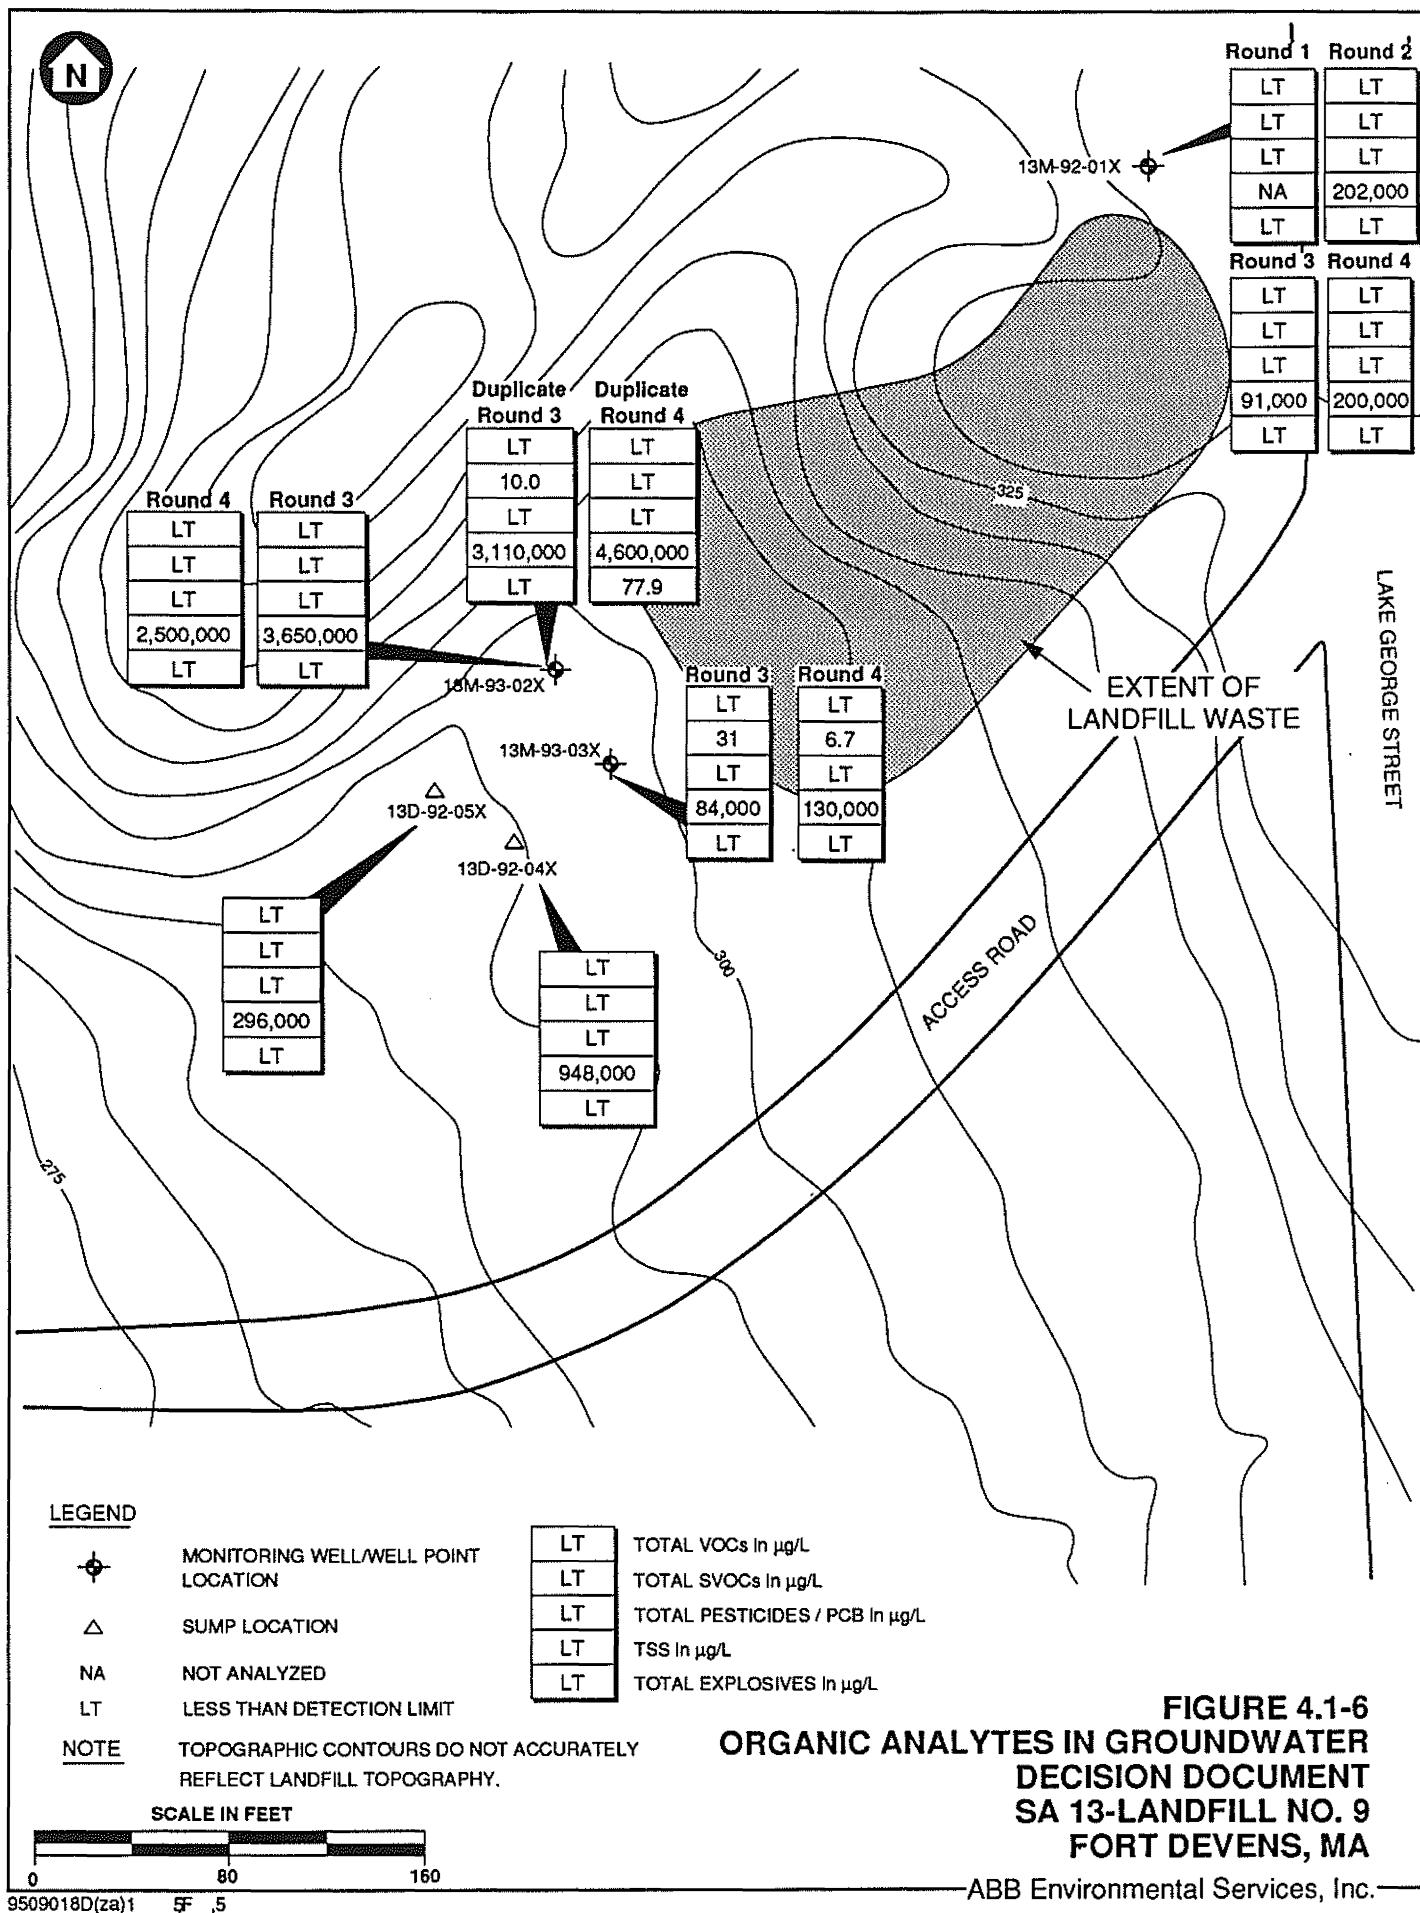 N
Round 1 Round 2
LT LT
LT LT
LT LT
NA 202,000
LT LT
13M-92-01X
Round 3 Round 4
LT LT
LT LT
LT LT
91,000 200,000
LT LT
Duplicate Duplicate
Round 3 Round 4
LT LT
10.0 LT
LT LT
3,110,000 4,600,000
LT 77.9
Round 4 Round 3
LT LT
LT LT
LT LT
2,500,000 3,650,000
LT LT
325
LAKE GEORGE STREET
13M-93-02X
Round 3 Round 4
LT LT
31 6.7
LT LT
84,000 130,000
LT LT
EXTENT OF
LANDFILL WASTE
13M-93-03X
13D-92-05X
13D-92-04X
LT
LT
LT
296,000
LT
LT
LT
LT
948,000
LT
300
ACCESS ROAD
275
LEGEND
MONITORING WELL/WELL POINT
LOCATION
SUMP LOCATION
NA NOT ANALYZED
LT LESS THAN DETECTION LIMIT
NOTE TOPOGRAPHIC CONTOURS DO NOT ACCURATELY
REFLECT LANDFILL TOPOGRAPHY.
LT TOTAL VOCs in µg/L
LT TOTAL SVOCs in µg/L
LT TOTAL PESTICIDES / PCB in µg/L
LT TSS in µg/L
LT TOTAL EXPLOSIVES in µg/L
SCALE IN FEET
0 80 160
FIGURE 4.1-6
ORGANIC ANALYTES IN GROUNDWATER
DECISION DOCUMENT
SA 13-LANDFILL NO. 9
FORT DEVENS, MA
ABB Environmental Services, Inc.
9509018D(za)1